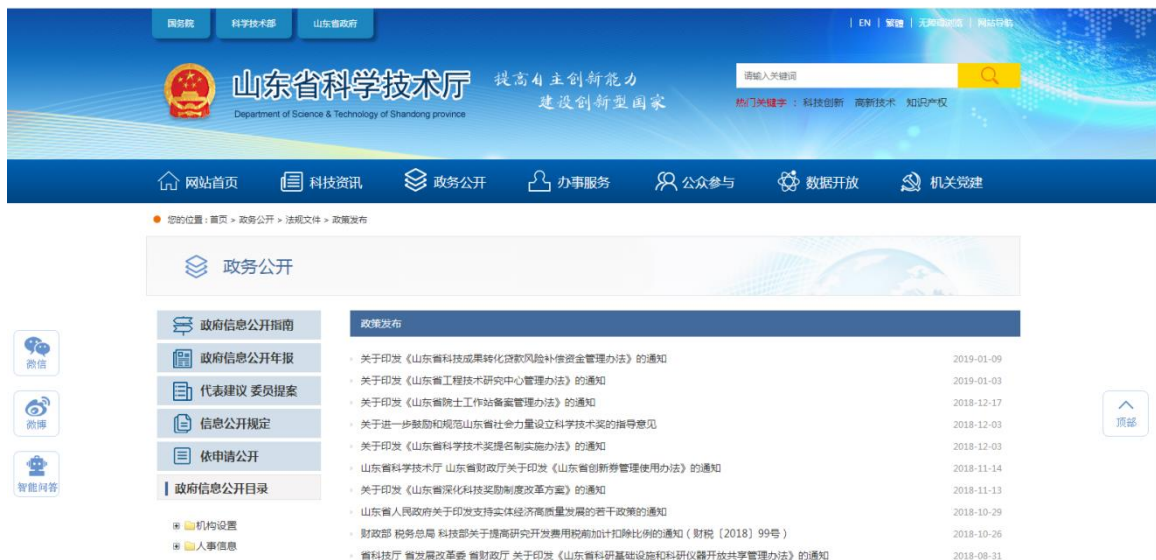 国务院 科学技术部 山东省政府 | EN | 繁體 | 无障碍浏览 | 网站导航
山东省科学技术厅
Department of Science & Technology of Shandong province
提高自主创新能力
建设创新型国家
请输入关键词
热门关键字：科技创新 高新技术 知识产权
网站首页 科技资讯 政务公开 办事服务 公众参与 数据开放 机关党建
您的位置：首页 > 政务公开 > 法规文件 > 政策发布
政务公开
政府信息公开指南
政府信息公开年报
代表建议 委员提案
信息公开规定
依申请公开
政府信息公开目录
机构设置
人事信息
政策发布
关于印发《山东省科技成果转化贷款风险补偿资金管理办法》的通知 2019-01-09
关于印发《山东省工程技术研究中心管理办法》的通知 2019-01-03
关于印发《山东省院士工作站备案管理办法》的通知 2018-12-17
关于进一步鼓励和规范山东省社会力量设立科学技术奖的指导意见 2018-12-03
关于印发《山东省科学技术奖提名制实施办法》的通知 2018-12-03
山东省科学技术厅 山东省财政厅关于印发《山东省创新券管理使用办法》的通知 2018-11-14
关于印发《山东省深化科技奖励制度改革方案》的通知 2018-11-13
山东省人民政府关于印发支持实体经济高质量发展的若干政策的通知 2018-10-29
财政部 税务总局 科技部关于提高研究开发费用税前加计扣除比例的通知（财税〔2018〕99号） 2018-10-26
省科技厅 省发展改革委 省财政厅 关于印发《山东省科研基础设施和科研仪器开放共享管理办法》的通知 2018-08-31
微信
微博
智能问答
顶部